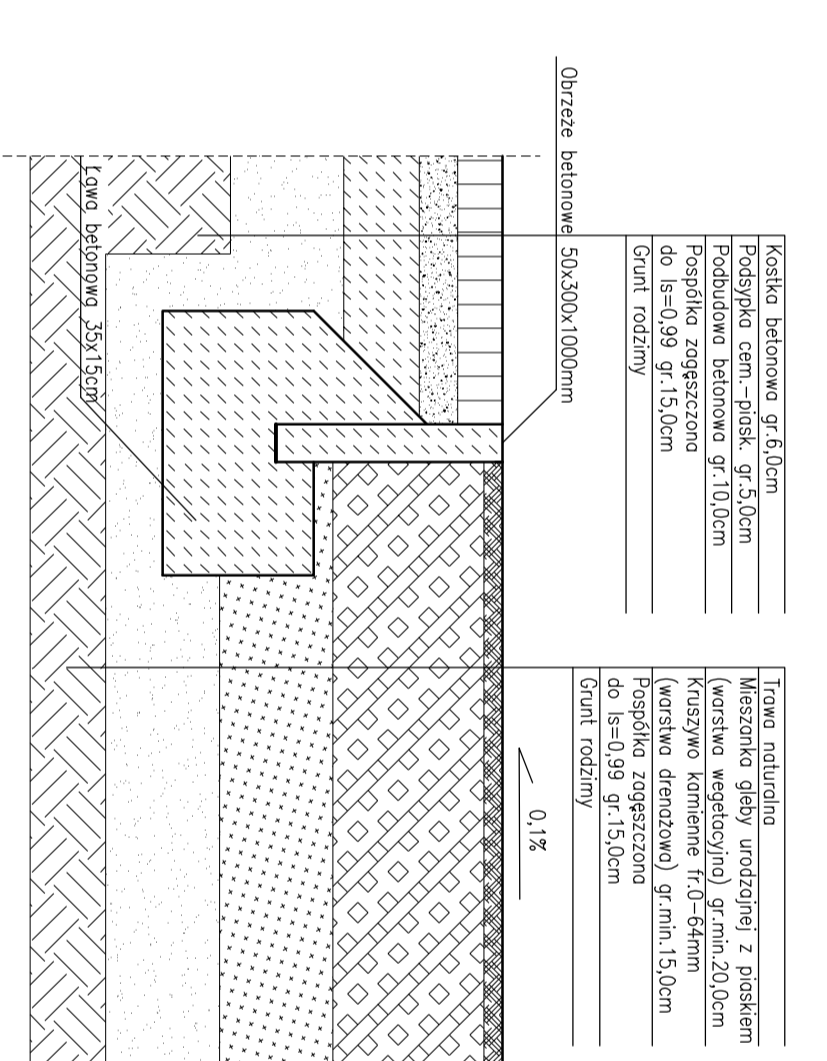 Kostka betonowa gr.6,0cm
Podsypka cem.-piask. gr.5,0cm
Podbudowa betonowa gr.10,0cm
Pospółka zagęszczona
do Is=0,99 gr.15,0cm
Grunt rodzimy
Trawa naturalna
Mieszanka gleby urodzajnej z piaskiem
(warstwa wegetacyjna) gr.min.20,0cm
Kruszywo kamienne fr.0-64mm
(warstwa drenażowa) gr.min.15,0cm
Pospółka zagęszczona
do Is=0,99 gr.15,0cm
Grunt rodzimy
Obrzeże betonowe 50x300x1000mm
0,1%
Ława betonowa 35x15cm